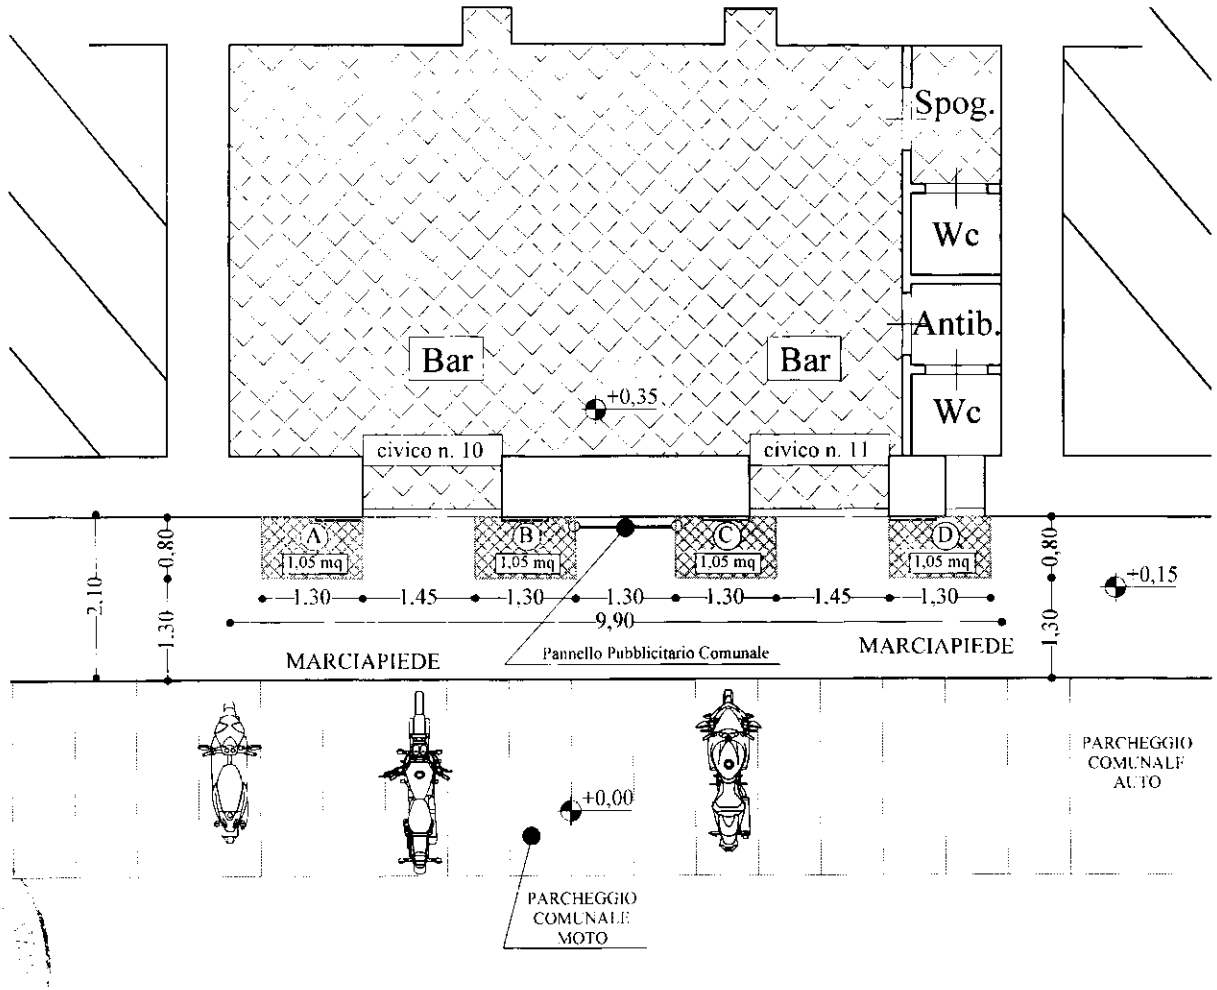 Spog.
Wc
Antib.
Bar
Bar
+0,35
Wc
civico n. 10
civico n. 11
A
B
C
D
1,05 mq
1,05 mq
1,05 mq
1,05 mq
2,10
0,80
1,30
0,80
1,30
+0,15
1,30
1,45
1,30
1,30
1,30
1,45
1,30
9,90
MARCIAPIEDE
Pannello Pubblicitario Comunale
MARCIAPIEDE
PARCHEGGIO
COMUNALE
AUTO
+0,00
PARCHEGGIO
COMUNALE
MOTO